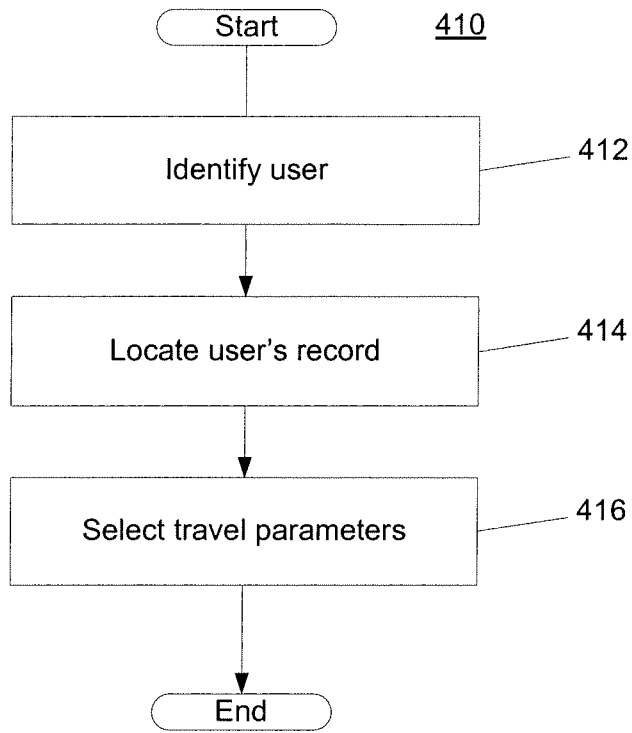 Start
410
Identify user
412
Locate user's record
414
Select travel parameters
416
End